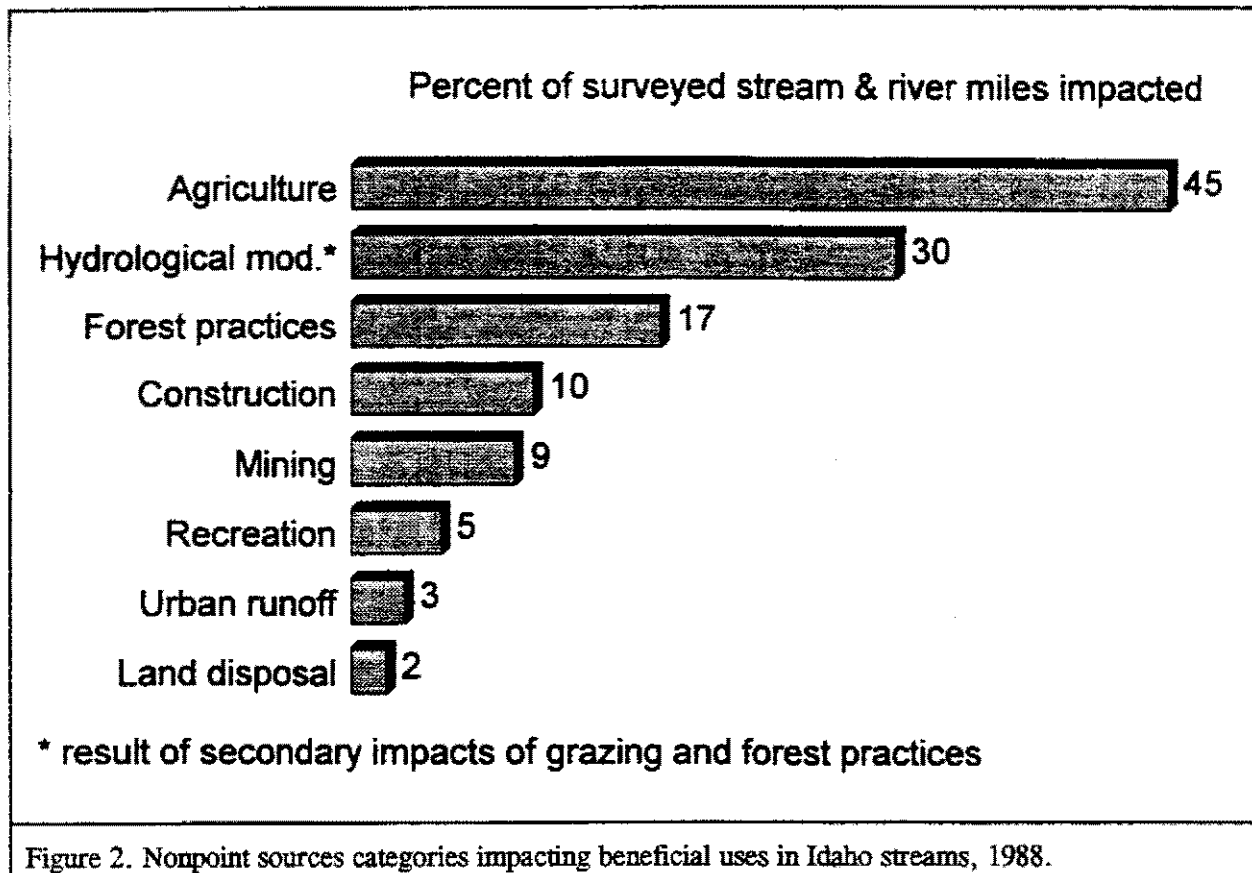 Percent of surveyed stream & river miles impacted
Agriculture 45
Hydrological mod.* 30
Forest practices 17
Construction 10
Mining 9
Recreation 5
Urban runoff 3
Land disposal 2
* result of secondary impacts of grazing and forest practices
Figure 2. Nonpoint sources categories impacting beneficial uses in Idaho streams, 1988.